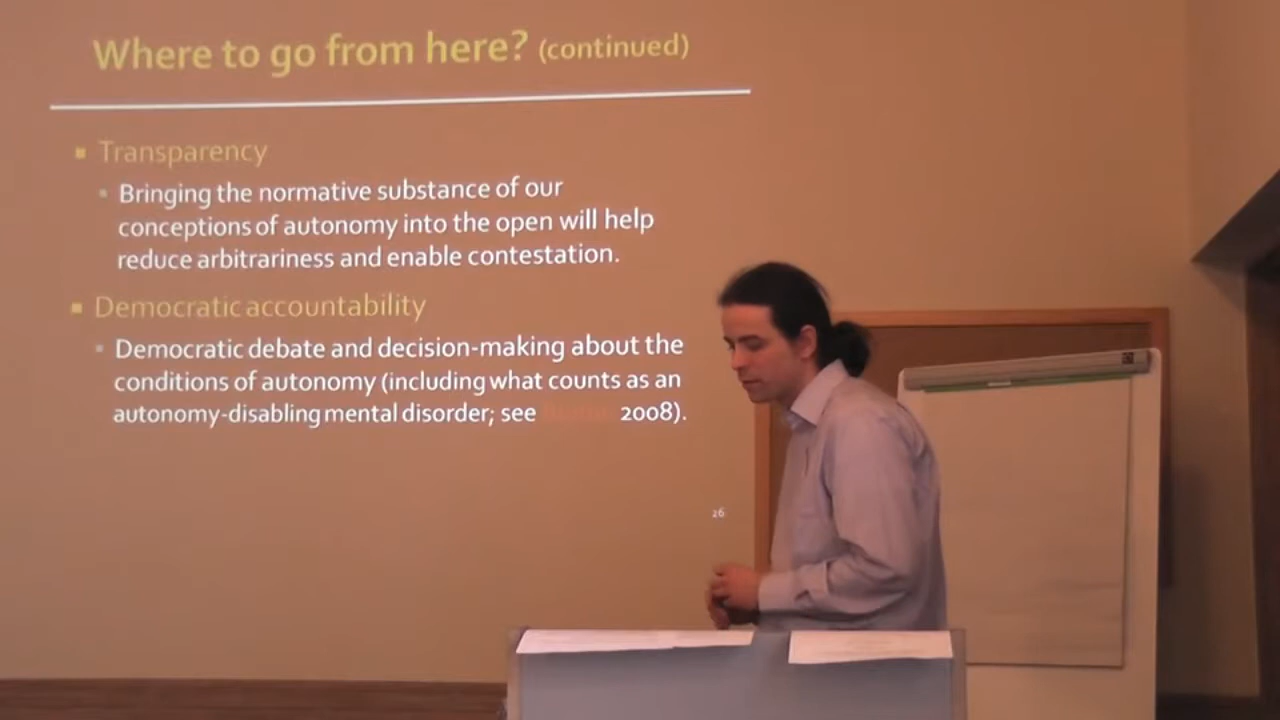 Where to go from here? (continued)
Transparency
Bringing the normative substance of our
conceptions of autonomy into the open will help
reduce arbitrariness and enable contestation.
Democratic accountability
Democratic debate and decision-making about the
conditions of autonomy (including what counts as an
autonomy-disabling mental disorder; see 2008).
26